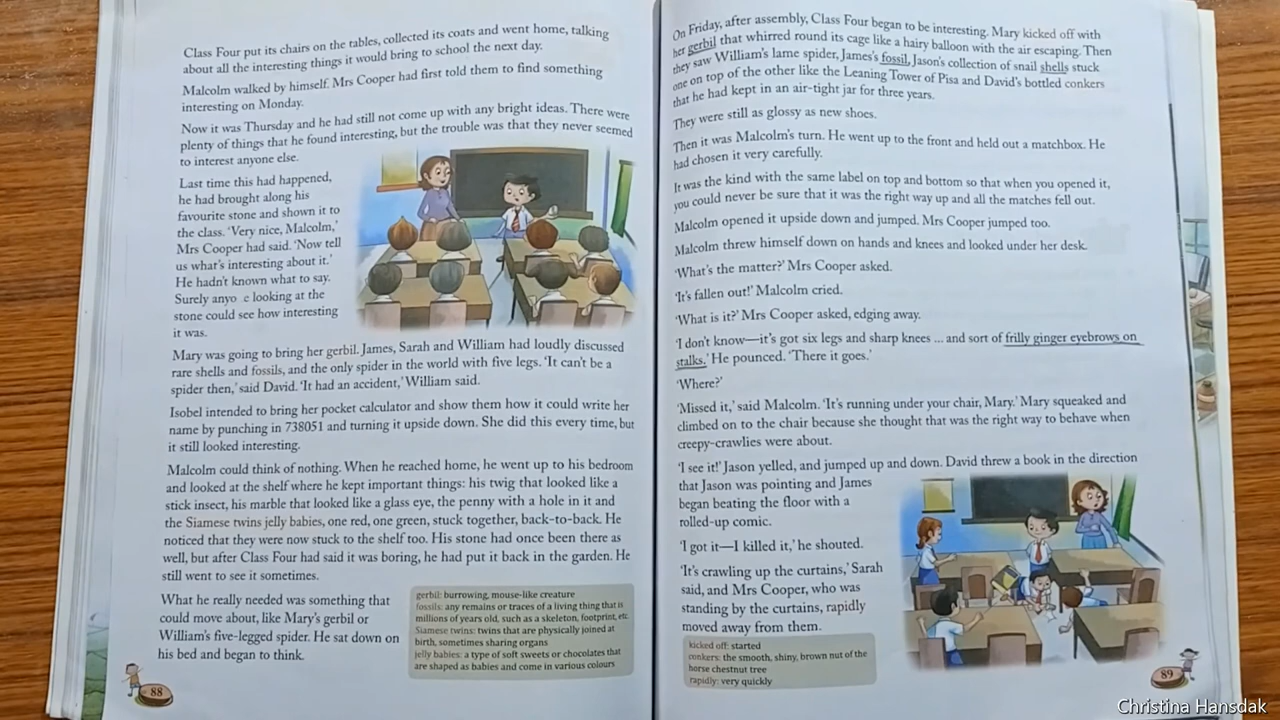 Class Four put its chairs on the tables, collected its coats and went home, talking
about all the interesting things it would bring to school the next day.
Malcolm walked by himself. Mrs Cooper had first told them to find something
interesting on Monday.
Now it was Thursday and he had still not come up with any bright ideas. There were
plenty of things that he found interesting, but the trouble was that they never seemed
to interest anyone else.
Last time this had happened,
he had brought along his
favourite stone and shown it to
the class. ‘Very nice, Malcolm,’
Mrs Cooper had said. ‘Now tell
us what's interesting about it.’
He hadn't known what to say.
Surely anyo e looking at the
stone could see how interesting
it was.
Mary was going to bring her gerbil. James, Sarah and William had loudly discussed
rare shells and fossils, and the only spider in the world with five legs. ‘It can't be a
spider then,’ said David. ‘It had an accident,’ William said.
Isobel intended to bring her pocket calculator and show them how it could write her
name by punching in 738051 and turning it upside down. She did this every time, but
it still looked interesting.
Malcolm could think of nothing. When he reached home, he went up to his bedroom
and looked at the shelf where he kept important things: his twig that looked like a
stick insect, his marble that looked like a glass eye, the penny with a hole in it and
the Siamese twins jelly babies, one red, one green, stuck together, back-to-back. He
noticed that they were now stuck to the shelf too. His stone had once been there as
well, but after Class Four had said it was boring, he had put it back in the garden. He
still went to see it sometimes.
What he really needed was something that
could move about, like Mary's gerbil or
William's five-legged spider. He sat down on
his bed and began to think.
gerbil: burrowing, mouse-like creature
fossils: any remains or traces of a living thing that is
millions of years old, such as a skeleton, footprint, etc.
Siamese twins: twins that are physically joined at
birth, sometimes sharing organs
jelly babies: a type of soft sweets or chocolates that
are shaped as babies and come in various colours
88
On Friday, after assembly, Class Four began to be interesting. Mary kicked off with
her gerbil that whirred round its cage like a hairy balloon with the air escaping. Then
they saw William's lame spider, James's fossil, Jason's collection of snail shells stuck
one on top of the other like the Leaning Tower of Pisa and David's bottled conkers
that he had kept in an air-tight jar for three years.
They were still as glossy as new shoes.
Then it was Malcolm's turn. He went up to the front and held out a matchbox. He
had chosen it very carefully.
It was the kind with the same label on top and bottom so that when you opened it,
you could never be sure that it was the right way up and all the matches fell out.
Malcolm opened it upside down and jumped. Mrs Cooper jumped too.
Malcolm threw himself down on hands and knees and looked under her desk.
‘What's the matter?’ Mrs Cooper asked.
‘It's fallen out!’ Malcolm cried.
‘What is it?’ Mrs Cooper asked, edging away.
‘I don't know—it's got six legs and sharp knees ... and sort of frilly ginger eyebrows on
stalks.’ He pounced. ‘There it goes.’
‘Where?’
‘Missed it,’ said Malcolm. ‘It's running under your chair, Mary.’ Mary squeaked and
climbed on to the chair because she thought that was the right way to behave when
creepy-crawlies were about.
‘I see it!’ Jason yelled, and jumped up and down. David threw a book in the direction
that Jason was pointing and James
began beating the floor with a
rolled-up comic.
‘I got it—I killed it,’ he shouted.
‘It's crawling up the curtains,’ Sarah
said, and Mrs Cooper, who was
standing by the curtains, rapidly
moved away from them.
kicked off: started
conkers: the smooth, shiny, brown nut of the
horse chestnut tree
rapidly: very quickly
89
Christina Hansdak